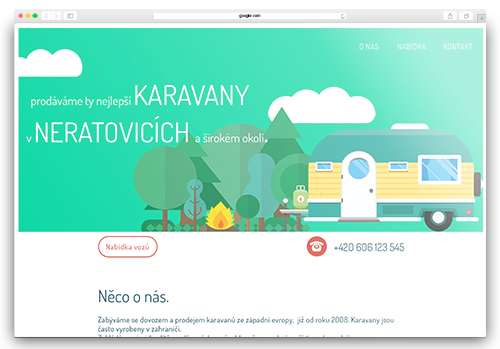 google.com
O NÁS NABÍDKA KONTAKT
prodáváme ty nejlepší KARAVANY
v NERATOVICÍCH a širokém okolí.
Nabídka vozů
+420 606 123 545
Něco o nás.
Zabýváme se dovozem a prodejem karavanů ze západní evropy, již od roku 2008. Karavany jsou
často vyrobeny v zahraničí.